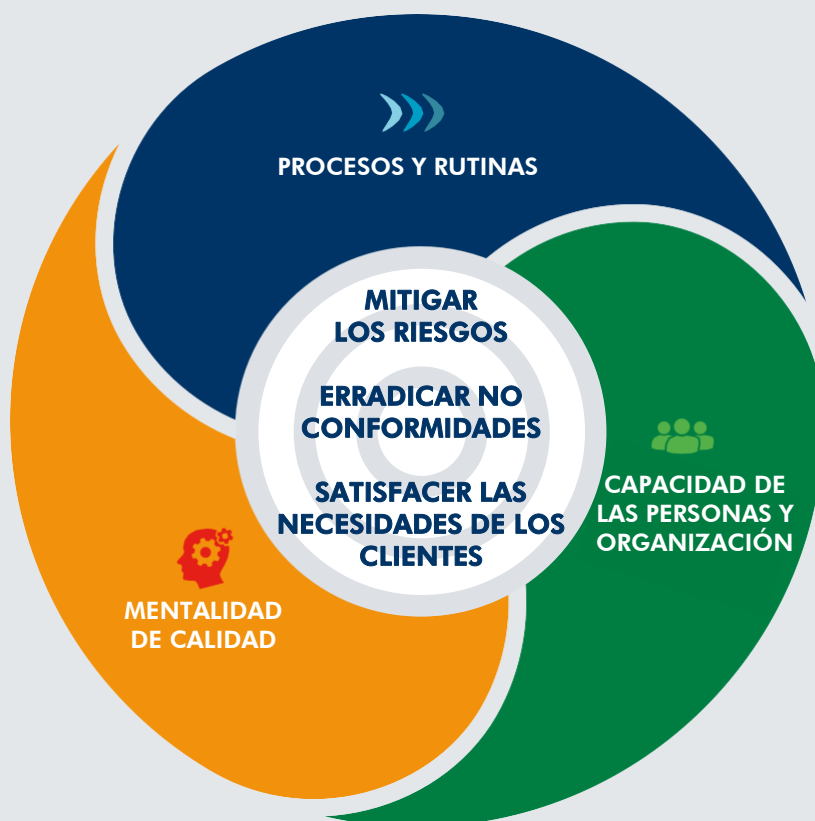 PROCESOS Y RUTINAS
MITIGAR
LOS RIESGOS
ERRADICAR NO
CONFORMIDADES
SATISFACER LAS
NECESIDADES DE LOS
CLIENTES
CAPACIDAD DE
LAS PERSONAS Y
ORGANIZACIÓN
MENTALIDAD
DE CALIDAD